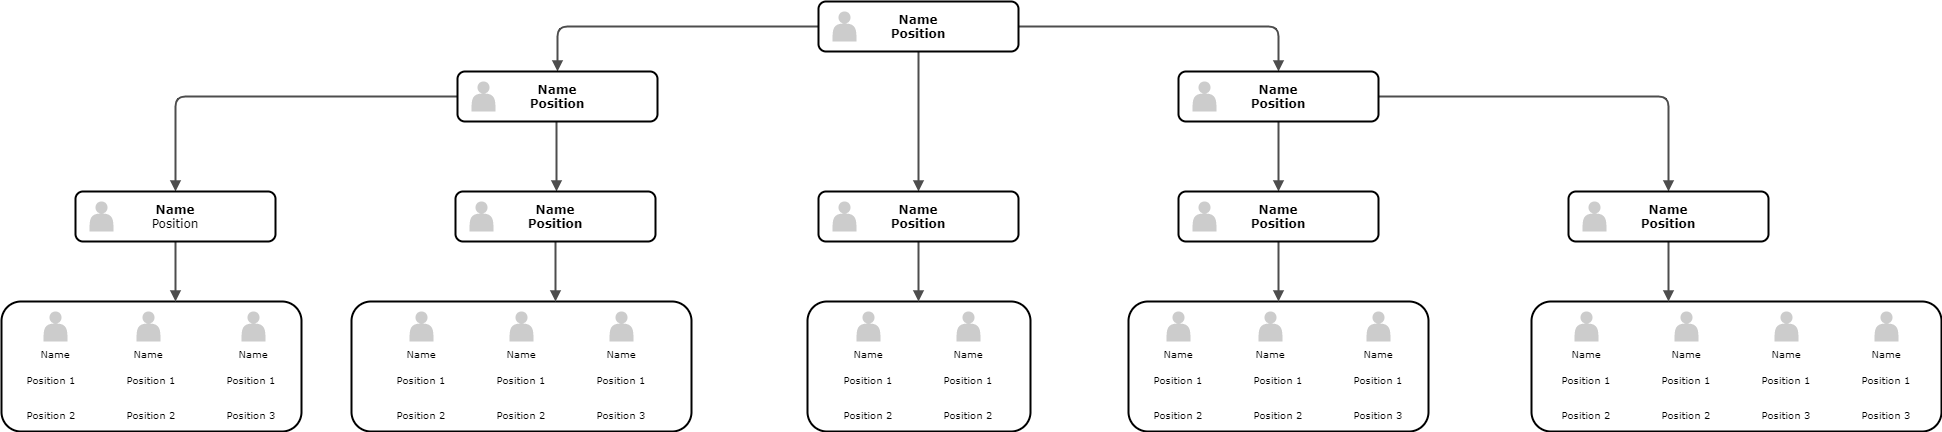 Name
Position
Name
Position
Name
Position
Name
Position
Name
Position
Name
Position
Name
Position
Name
Position
Name Name Name
Position 1 Position 1 Position 1
Position 2 Position 2 Position 3
Name Name Name
Position 1 Position 1 Position 1
Position 2 Position 2 Position 3
Name Name
Position 1 Position 1
Position 2 Position 2
Name Name Name
Position 1 Position 1 Position 1
Position 2 Position 2 Position 3
Name Name Name Name
Position 1 Position 1 Position 1 Position 1
Position 2 Position 2 Position 3 Position 3